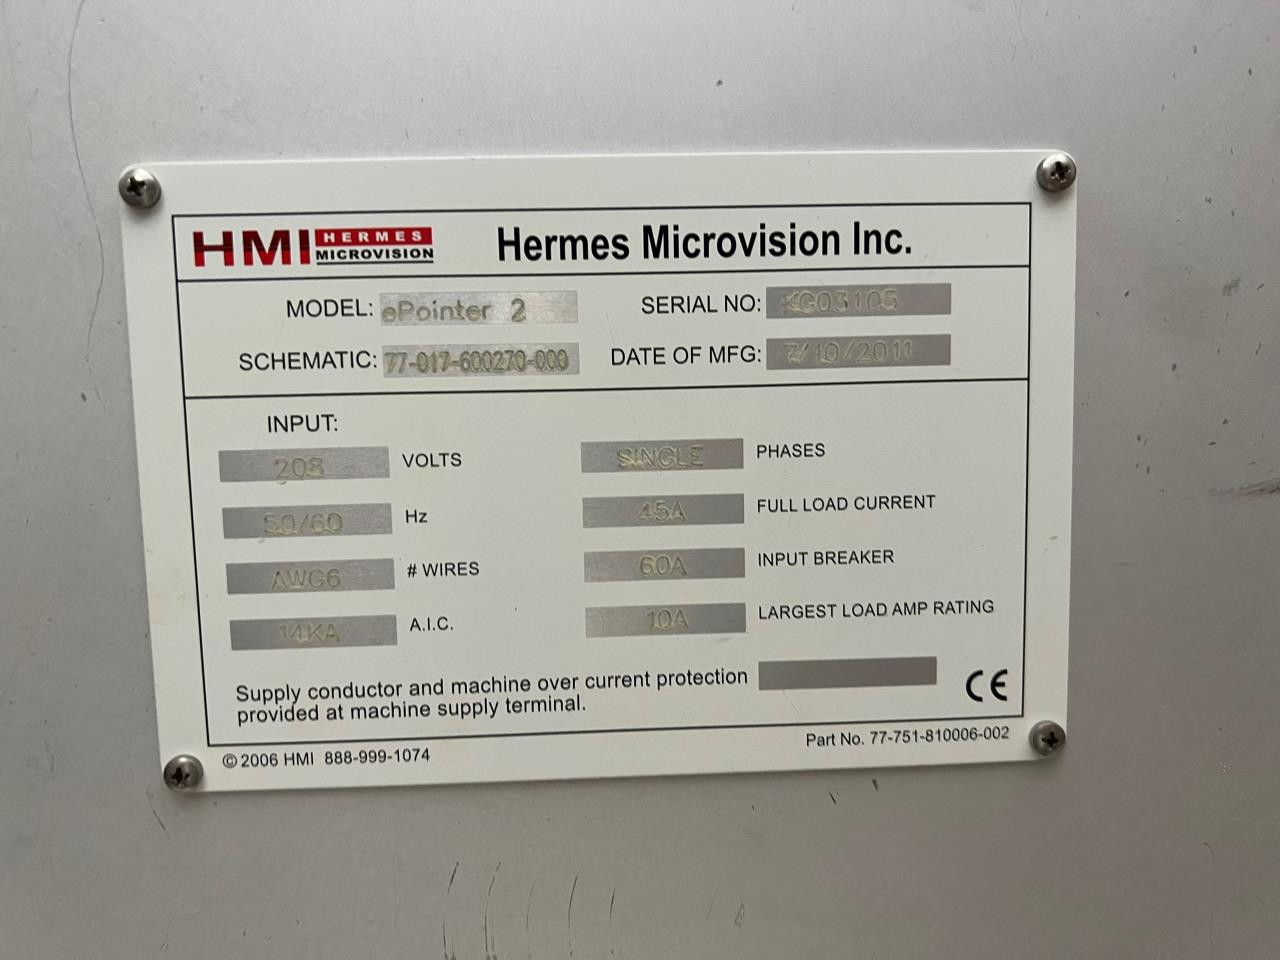 HMI HERMES MICROVISION Hermes Microvision Inc.
MODEL: ePointer 2 SERIAL NO: KG03105
SCHEMATIC: 77-017-600270-000 DATE OF MFG: 7/10/2011
INPUT:
208 VOLTS SINGLE PHASES
50/60 Hz 45A FULL LOAD CURRENT
AWG6 # WIRES 60A INPUT BREAKER
14KA A.I.C. 10A LARGEST LOAD AMP RATING
Supply conductor and machine over current protection
provided at machine supply terminal. CE
© 2006 HMI 888-999-1074 Part No. 77-751-810006-002